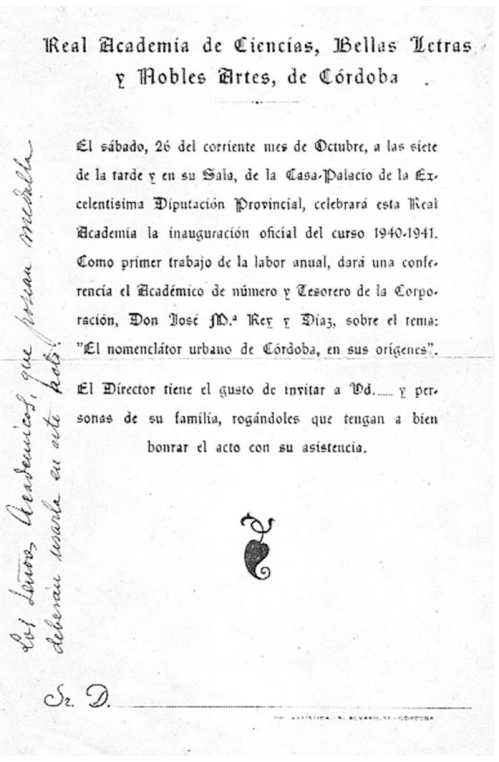 Real Academia de Ciencias, Bellas Letras
y Nobles Artes, de Córdoba
El sábado, 26 del corriente mes de Octubre, a las siete
de la tarde y en su Sala, de la Casa-Palacio de la Ex-
celentísima Diputación Provincial, celebrará esta Real
Academia la inauguración oficial del curso 1940-1941.
Como primer trabajo de la labor anual, dará una confe-
rencia el Académico de número y Tesorero de la Corpo-
ración, Don José M.ª Rey y Díaz, sobre el tema:
"El nomenclátor urbano de Córdoba, en sus orígenes".
El Director tiene el gusto de invitar a Vd....... y per-
sonas de su familia, rogándoles que tengan a bien
honrar el acto con su asistencia.
Los Señores Académicos, que posean medalla
deberán usarla en este acto.
Sr. D.
ARTÍSTICA.- A. ALVARO, 17 -CÓRDOBA